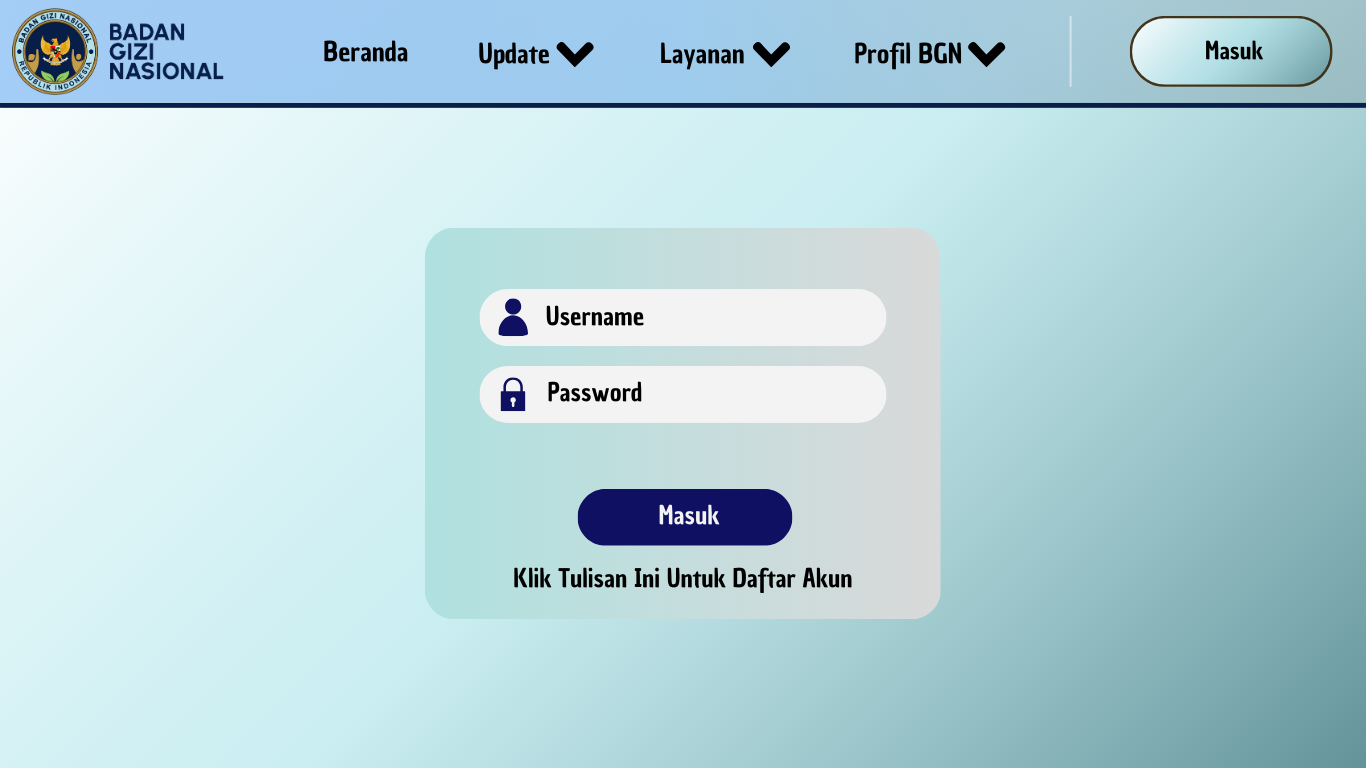 BADAN GIZI NASIONAL
REPUBLIK INDONESIA
BADAN
GIZI
NASIONAL
Beranda
Update
Layanan
Profil BGN
Masuk
Username
Password
Masuk
Klik Tulisan Ini Untuk Daftar Akun